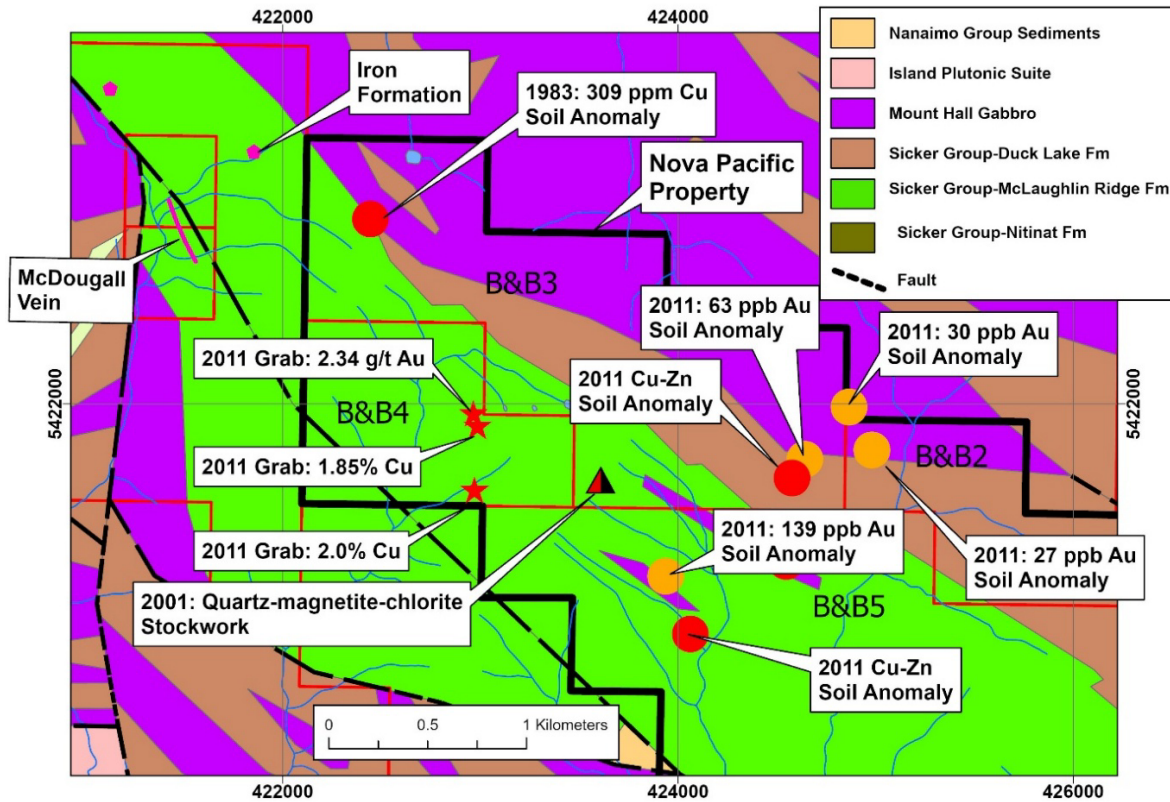 422000
424000
Nanaimo Group Sediments
Island Plutonic Suite
Mount Hall Gabbro
Sicker Group-Duck Lake Fm
Sicker Group-McLaughlin Ridge Fm
Sicker Group-Nitinat Fm
Fault
Iron
Formation
1983: 309 ppm Cu
Soil Anomaly
Nova Pacific
Property
McDougall
Vein
B&B3
2011: 63 ppb Au
Soil Anomaly
2011: 30 ppb Au
Soil Anomaly
2011 Grab: 2.34 g/t Au
2011 Cu-Zn
Soil Anomaly
5422000
5422000
B&B4
2011 Grab: 1.85% Cu
B&B2
2011 Grab: 2.0% Cu
2011: 139 ppb Au
Soil Anomaly
2011: 27 ppb Au
Soil Anomaly
2001: Quartz-magnetite-chlorite
Stockwork
B&B5
2011 Cu-Zn
Soil Anomaly
0 0.5 1 Kilometers
422000
424000
426000